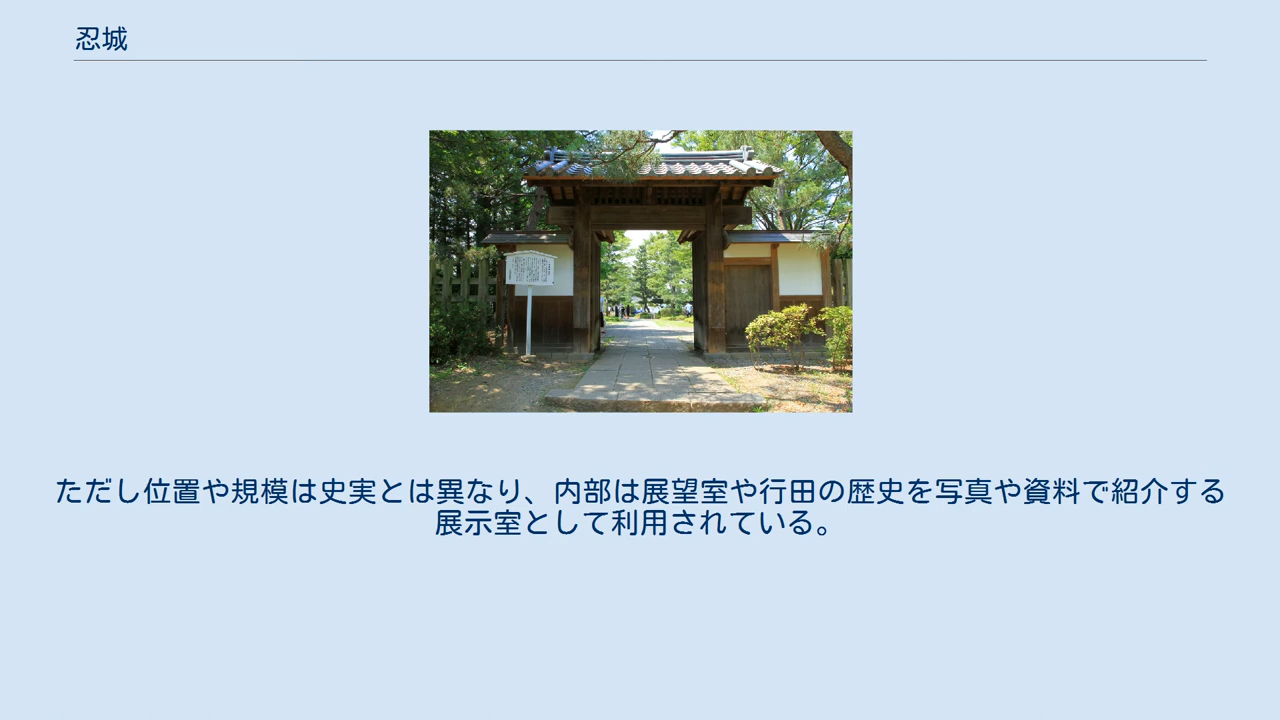 忍城
ただし位置や規模は史実とは異なり、内部は展望室や行田の歴史を写真や資料で紹介する
展示室として利用されている。